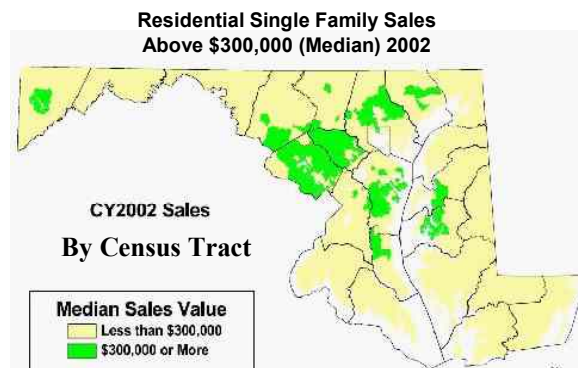 Residential Single Family Sales
Above $300,000 (Median) 2002
CY2002 Sales
By Census Tract
Median Sales Value
Less than $300,000
$300,000 or More